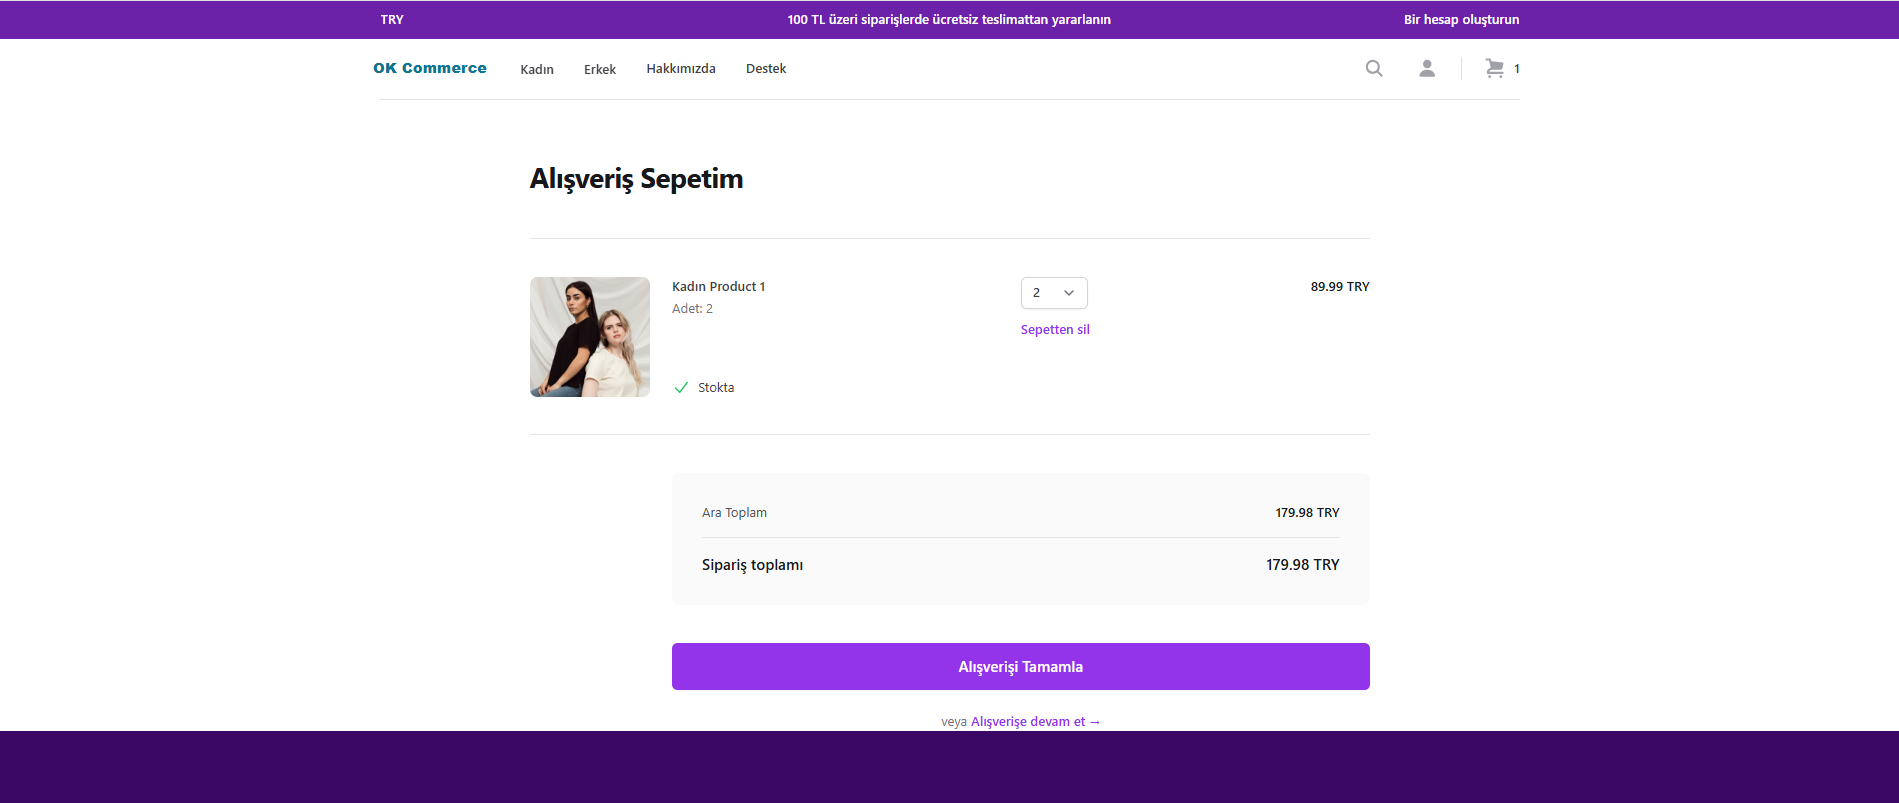 TRY
100 TL üzeri siparişlerde ücretsiz teslimattan yararlanın
Bir hesap oluşturun
OK Commerce
Kadın
Erkek
Hakkımızda
Destek
1
Alışveriş Sepetim
Kadın Product 1
Adet: 2
2
Sepetten sil
89.99 TRY
Stokta
Ara Toplam
179.98 TRY
Sipariş toplamı
179.98 TRY
Alışverişi Tamamla
veya Alışverişe devam et →